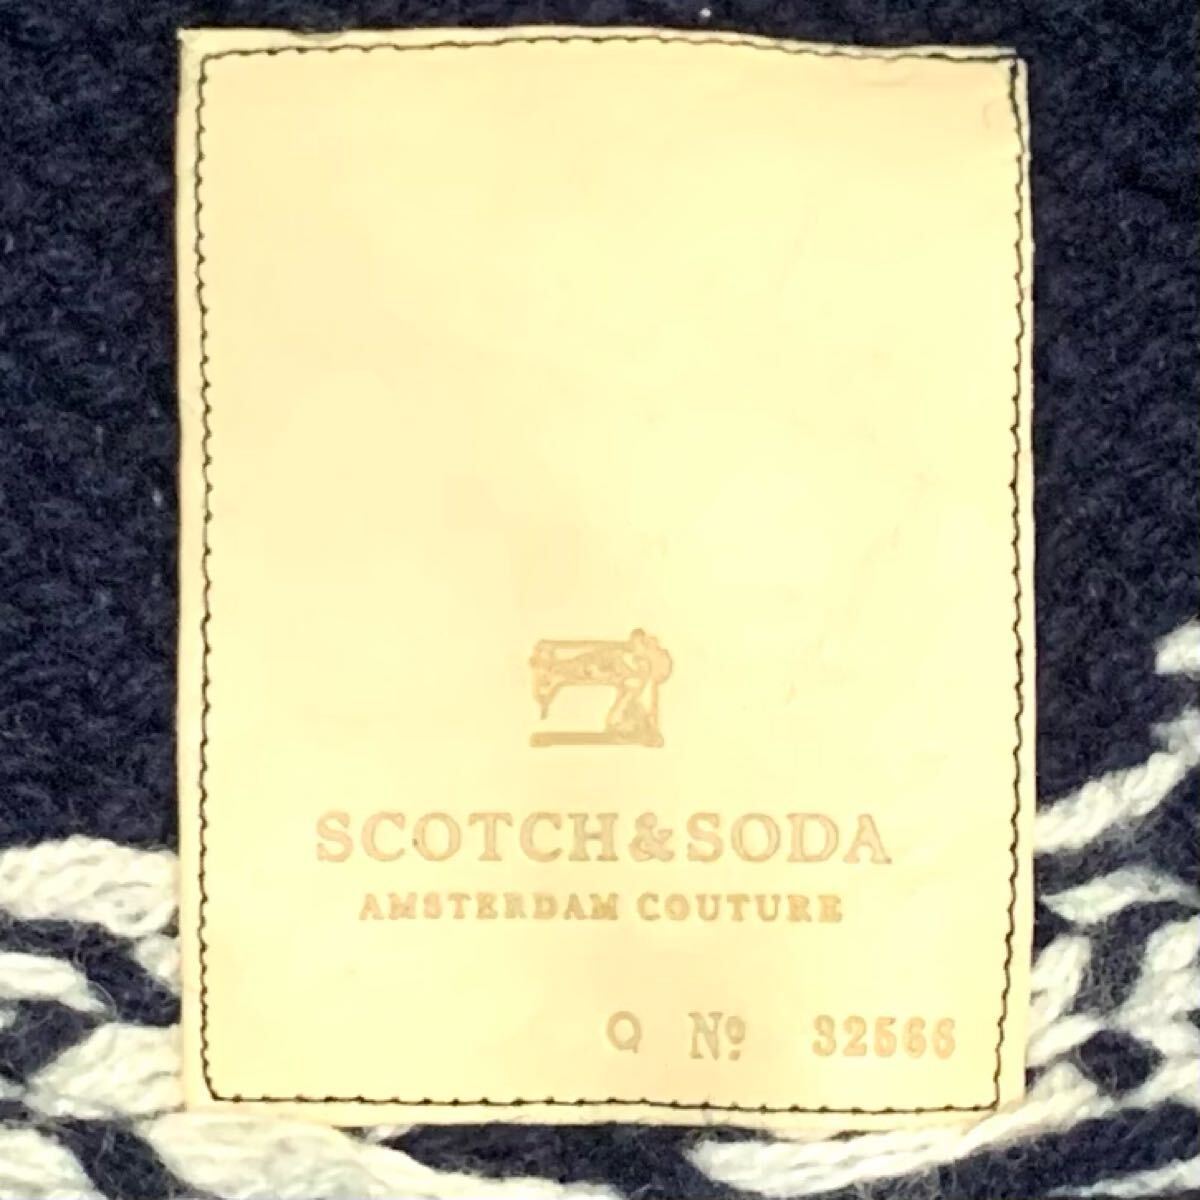 SCOTCH & SODA
AMSTERDAM COUTURE
Q Nº 32566